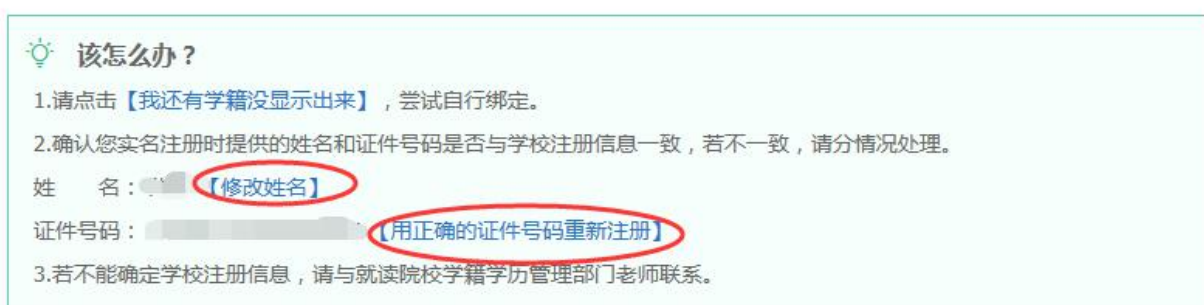 该怎么办？
1.请点击【我还有学籍没显示出来】，尝试自行绑定。
2.确认您实名注册时提供的姓名和证件号码是否与学校注册信息一致，若不一致，请分情况处理。
姓 名：【修改姓名】
证件号码：【用正确的证件号码重新注册】
3.若不能确定学校注册信息，请与就读院校学籍学历管理部门老师联系。